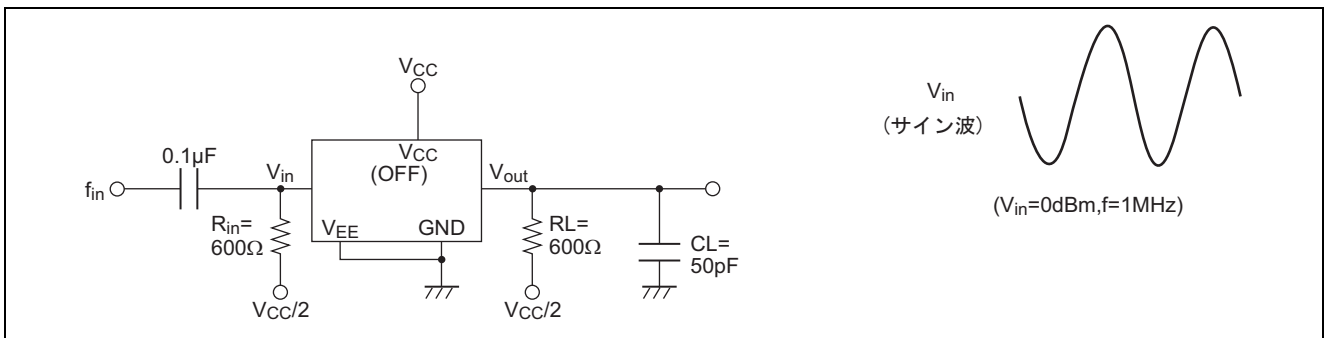 VCC
0.1μF
fin
Vin
VCC
(OFF)
Vout
Rin=
600Ω
VEE
GND
RL=
600Ω
CL=
50pF
VCC/2
VCC/2
Vin
(サイン波)
(Vin=0dBm,f=1MHz)